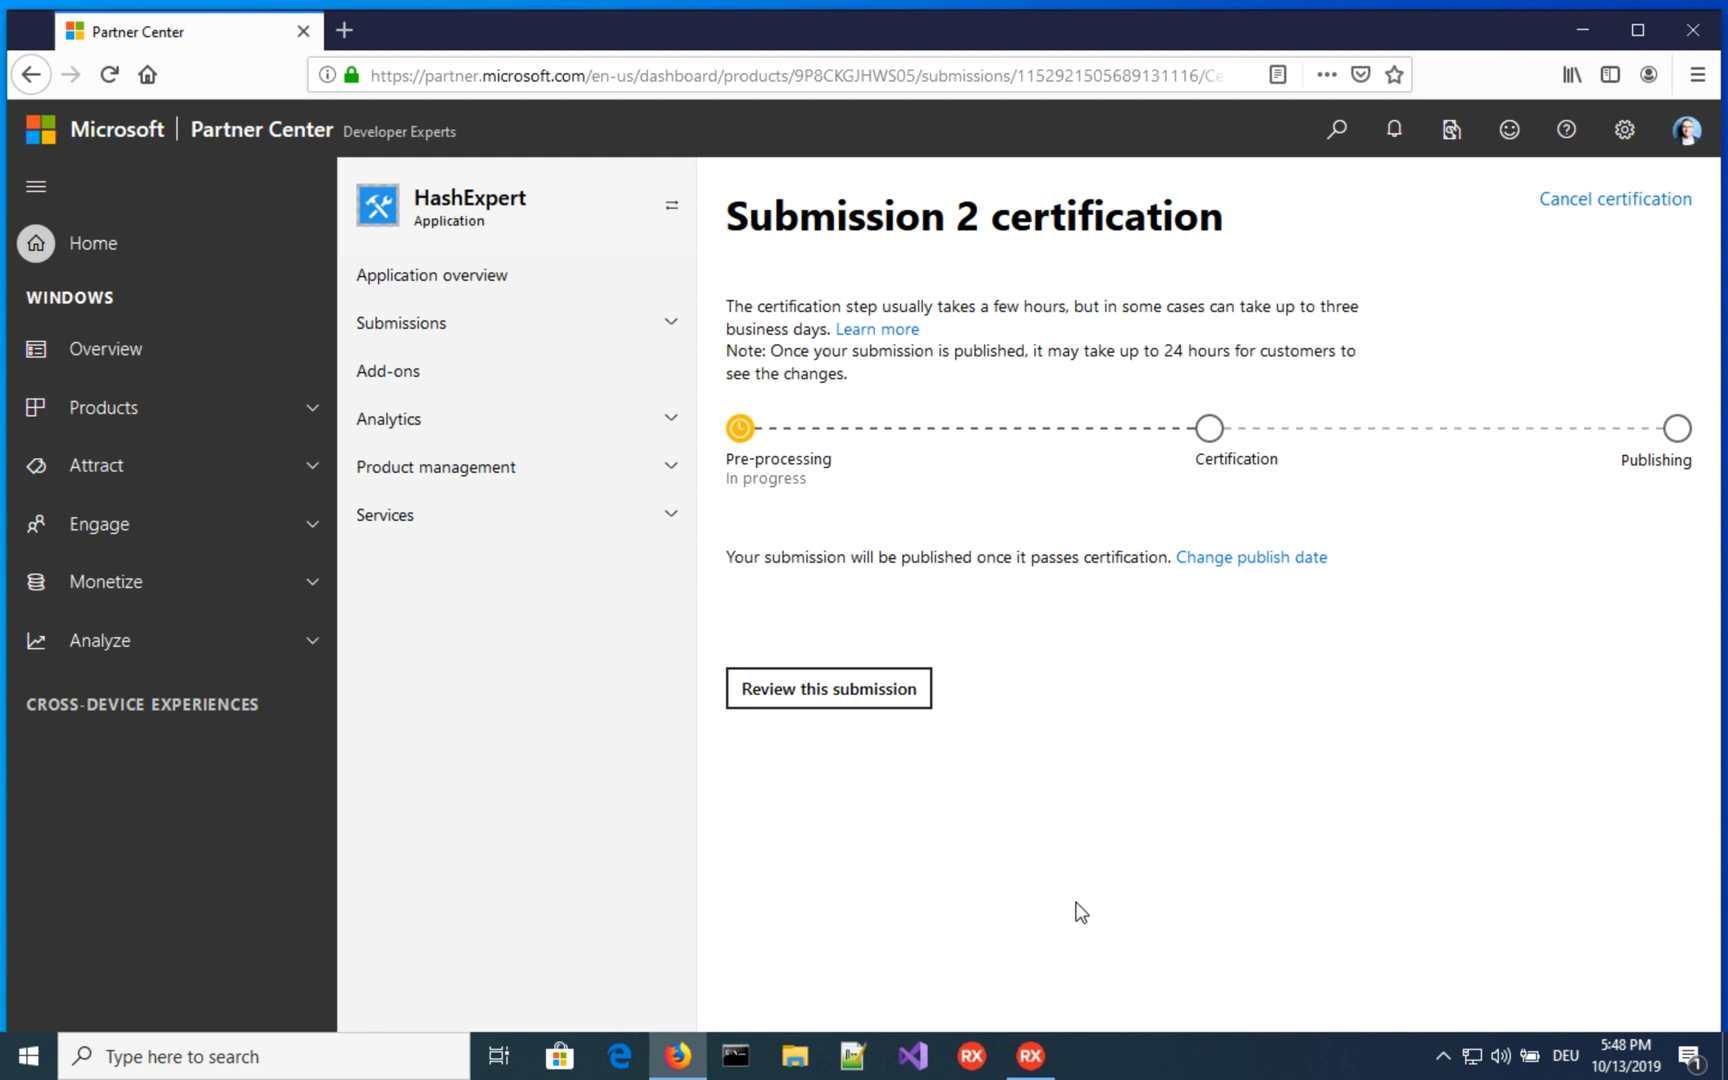 Partner Center
https://partner.microsoft.com/en-us/dashboard/products/9P8CKGJHWS05/submissions/1152921505689131116/Ce
Microsoft | Partner Center Developer Experts
Home
WINDOWS
Overview
Products
Attract
Engage
Monetize
Analyze
CROSS-DEVICE EXPERIENCES
HashExpert
Application
Application overview
Submissions
Add-ons
Analytics
Product management
Services
Cancel certification
Submission 2 certification
The certification step usually takes a few hours, but in some cases can take up to three
business days. Learn more
Note: Once your submission is published, it may take up to 24 hours for customers to
see the changes.
Pre-processing
In progress
Certification
Publishing
Your submission will be published once it passes certification. Change publish date
Review this submission
Type here to search
RX
RX
DEU
5:48 PM
10/13/2019
1